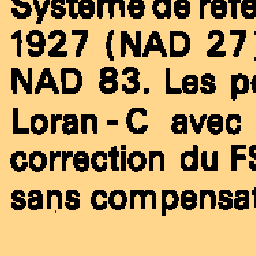 Système de réfé
1927 (NAD 27)
NAD 83. Les p
Loran-C avec
correction du FS
sans compensat